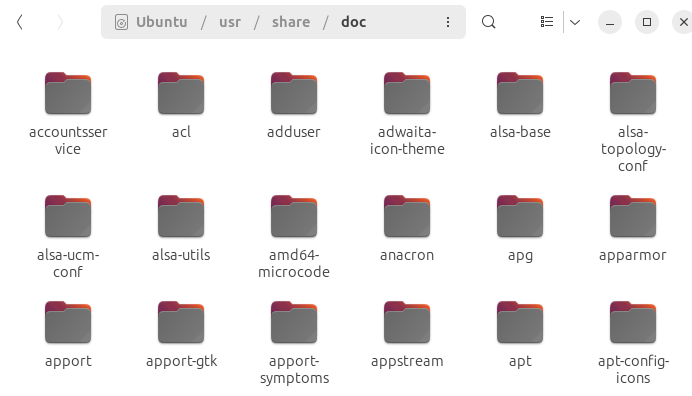 Ubuntu / usr / share / doc
accountsser
vice
acl
adduser
adwaita-
icon-theme
alsa-base
alsa-
topology-
conf
alsa-ucm-
conf
alsa-utils
amd64-
microcode
anacron
apg
apparmor
apport
apport-gtk
apport-
symptoms
appstream
apt
apt-config-
icons